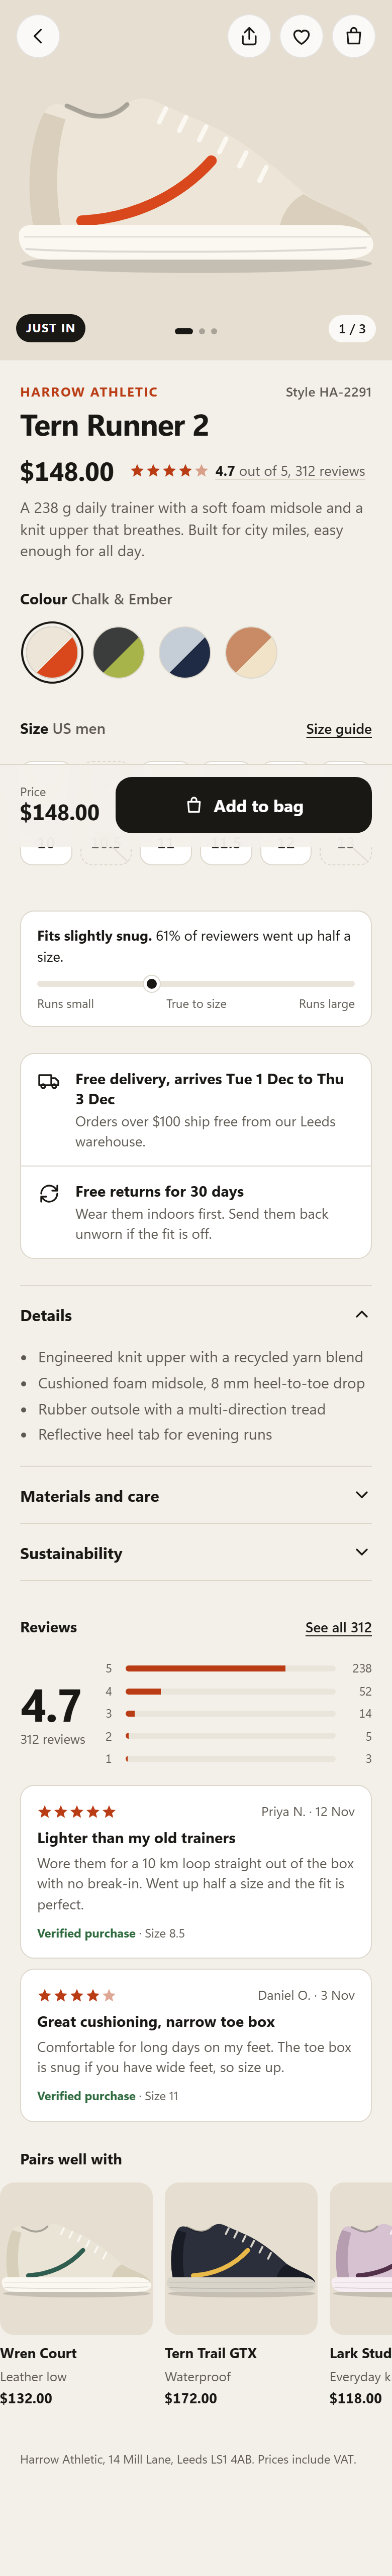 JUST IN
1 / 3
HARROW ATHLETIC
Style HA-2291
Tern Runner 2
$148.00
4.7 out of 5, 312 reviews
A 238 g daily trainer with a soft foam midsole and a
knit upper that breathes. Built for city miles, easy
enough for all day.
Colour Chalk & Ember
Size US men
Size guide
Price
$148.00
Add to bag
Fits slightly snug. 61% of reviewers went up half a
size.
Runs small
True to size
Runs large
Free delivery, arrives Tue 1 Dec to Thu
3 Dec
Orders over $100 ship free from our Leeds
warehouse.
Free returns for 30 days
Wear them indoors first. Send them back
unworn if the fit is off.
Details
• Engineered knit upper with a recycled yarn blend
• Cushioned foam midsole, 8 mm heel-to-toe drop
• Rubber outsole with a multi-direction tread
• Reflective heel tab for evening runs
Materials and care
Sustainability
Reviews
See all 312
4.7
312 reviews
5 238
4 52
3 14
2 5
1 3
Priya N. · 12 Nov
Lighter than my old trainers
Wore them for a 10 km loop straight out of the box
with no break-in. Went up half a size and the fit is
perfect.
Verified purchase · Size 8.5
Daniel O. · 3 Nov
Great cushioning, narrow toe box
Comfortable for long days on my feet. The toe box
is snug if you have wide feet, so size up.
Verified purchase · Size 11
Pairs well with
Wren Court
Leather low
$132.00
Tern Trail GTX
Waterproof
$172.00
Lark Stud
Everyday k
$118.00
Harrow Athletic, 14 Mill Lane, Leeds LS1 4AB. Prices include VAT.